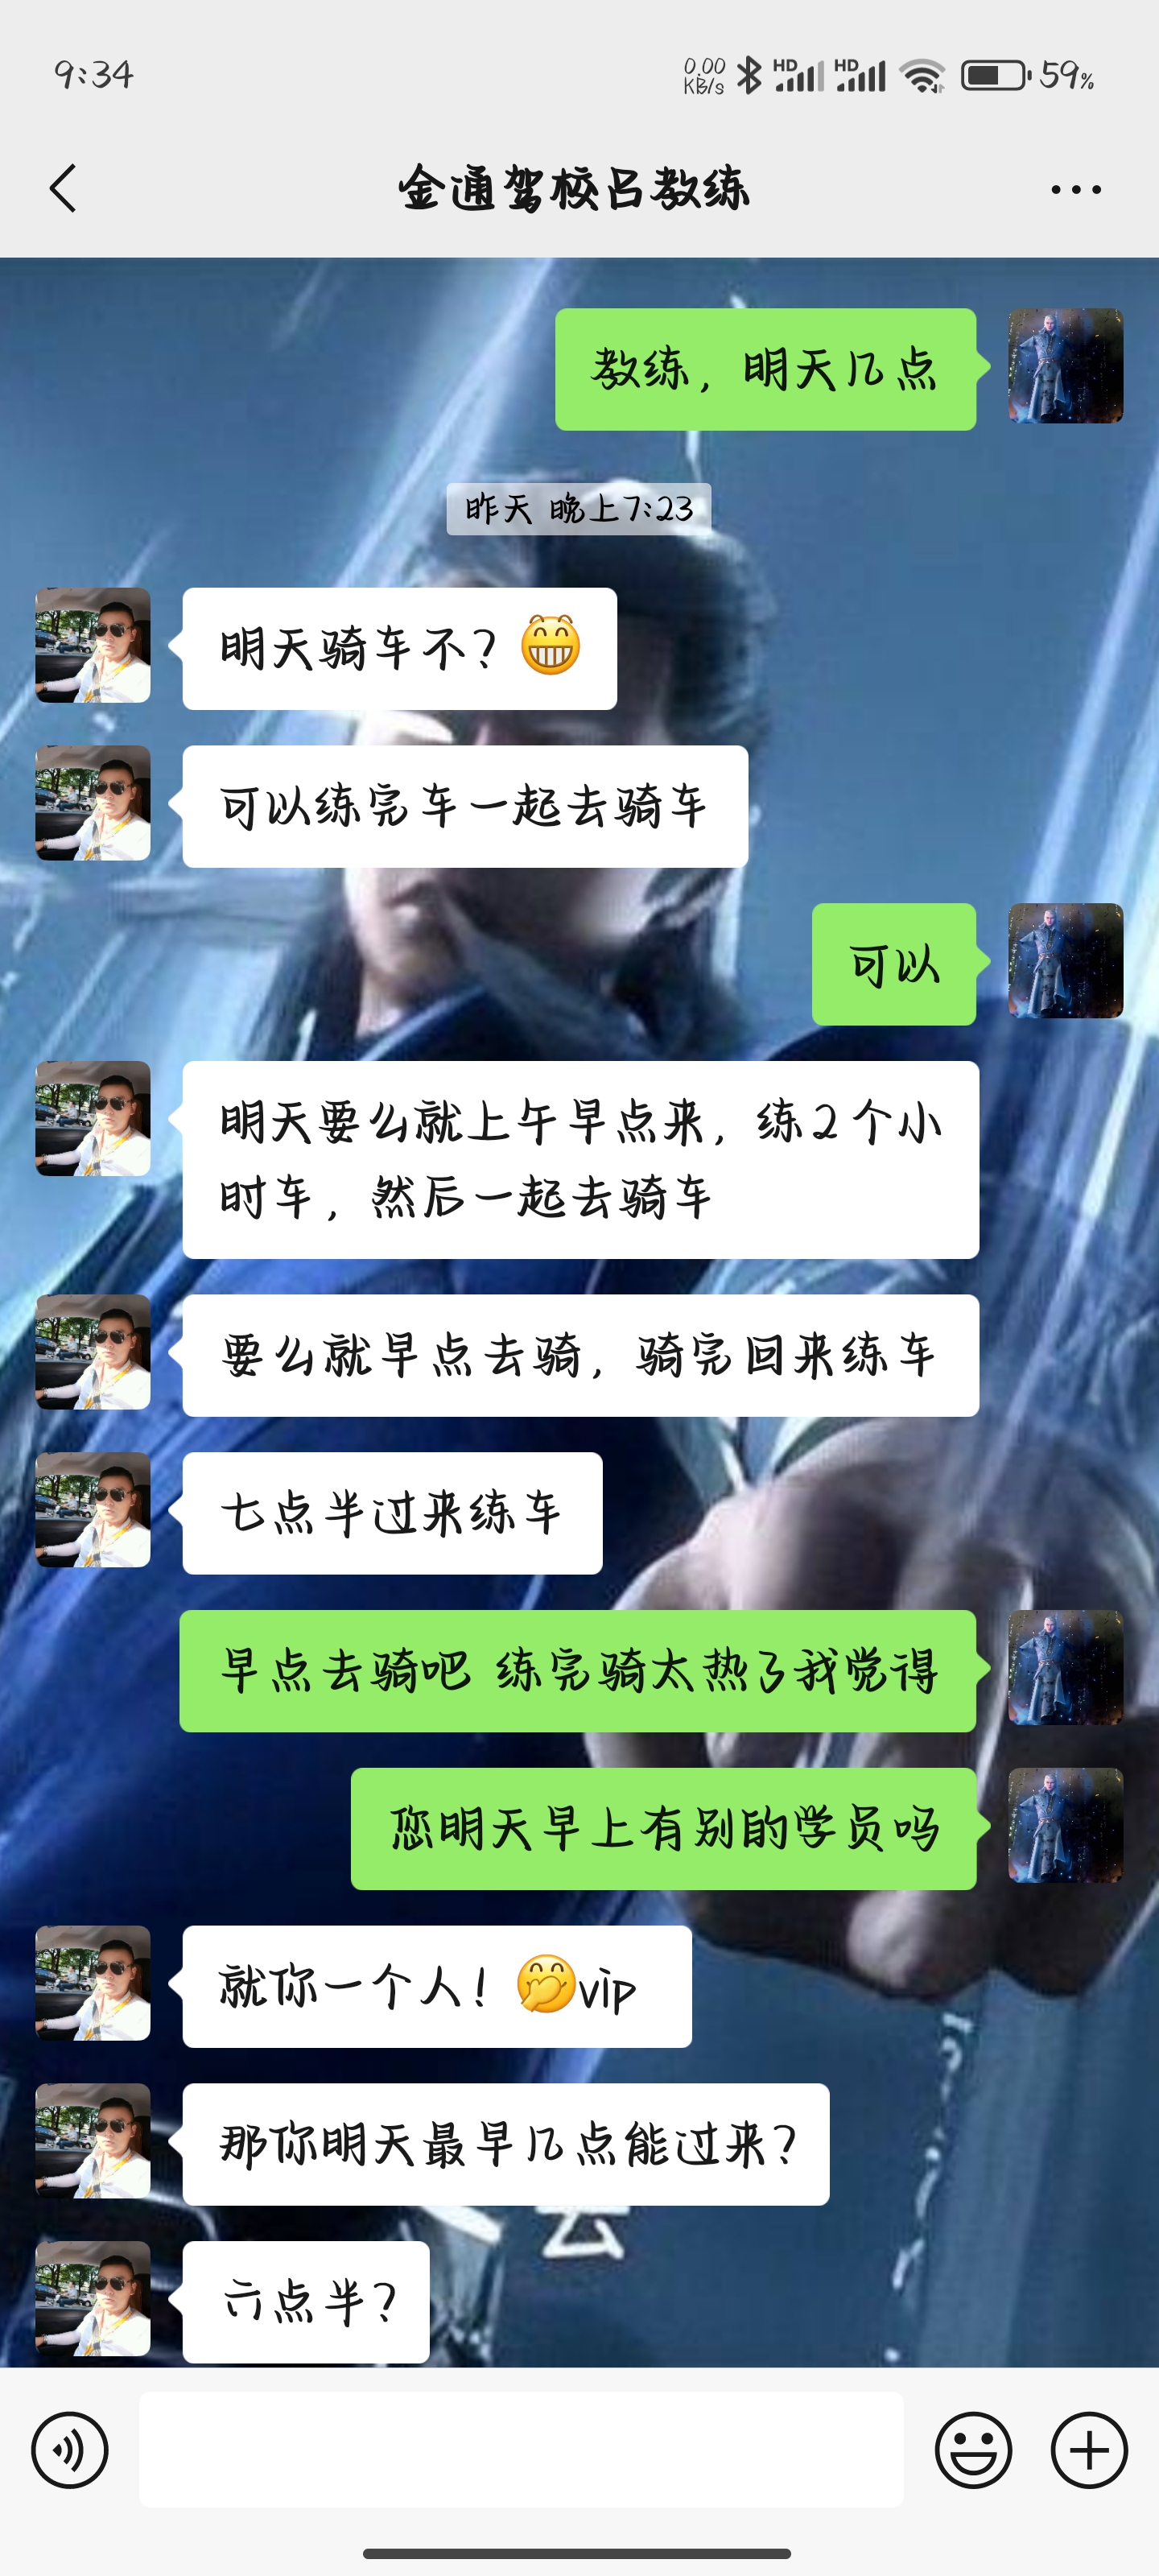 9:34
0.00
KB/s
HD
HD
59%
金通驾校吕教练
教练，明天几点
昨天 晚上7:23
明天骑车不？😁
可以练完车一起去骑车
可以
明天要么就上午早点来，练2个小
时车，然后一起去骑车
要么就早点去骑，骑完回来练车
七点半过来练车
早点去骑吧 练完骑太热了我觉得
您明天早上有别的学员吗
就你一个人！🤭vip
那你明天最早几点能过来？
六点半？